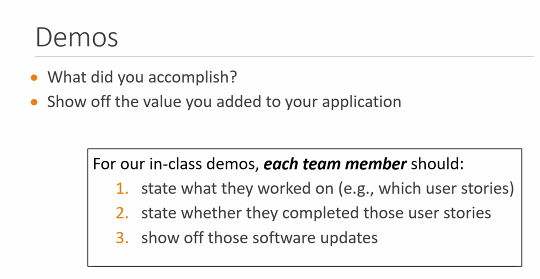 Demos
• What did you accomplish?
• Show off the value you added to your application
For our in-class demos, each team member should:
1. state what they worked on (e.g., which user stories)
2. state whether they completed those user stories
3. show off those software updates